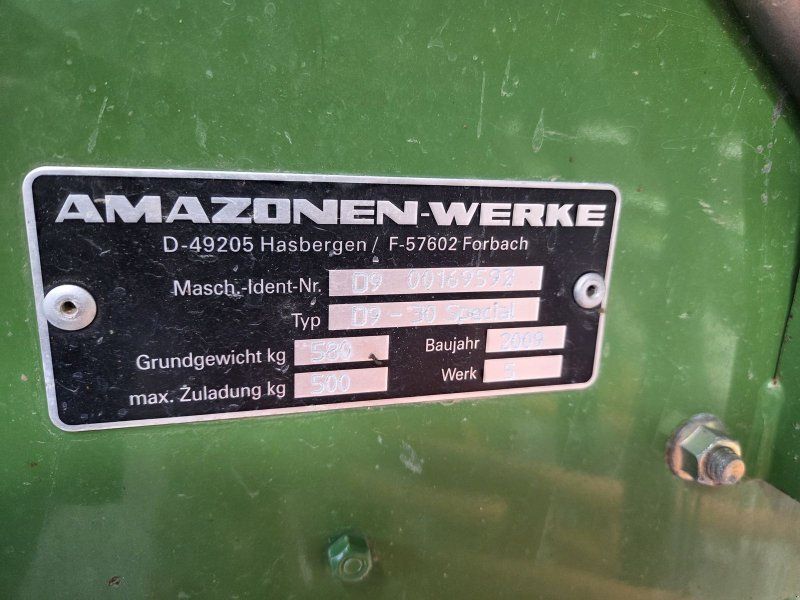 AMAZONEN-WERKE
D-49205 Hasbergen / F-57602 Forbach
Masch.-Ident-Nr. D9 00169592
Typ D9-30 Special
Grundgewicht kg 580 Baujahr 2009
max. Zuladung kg 500 Werk 5